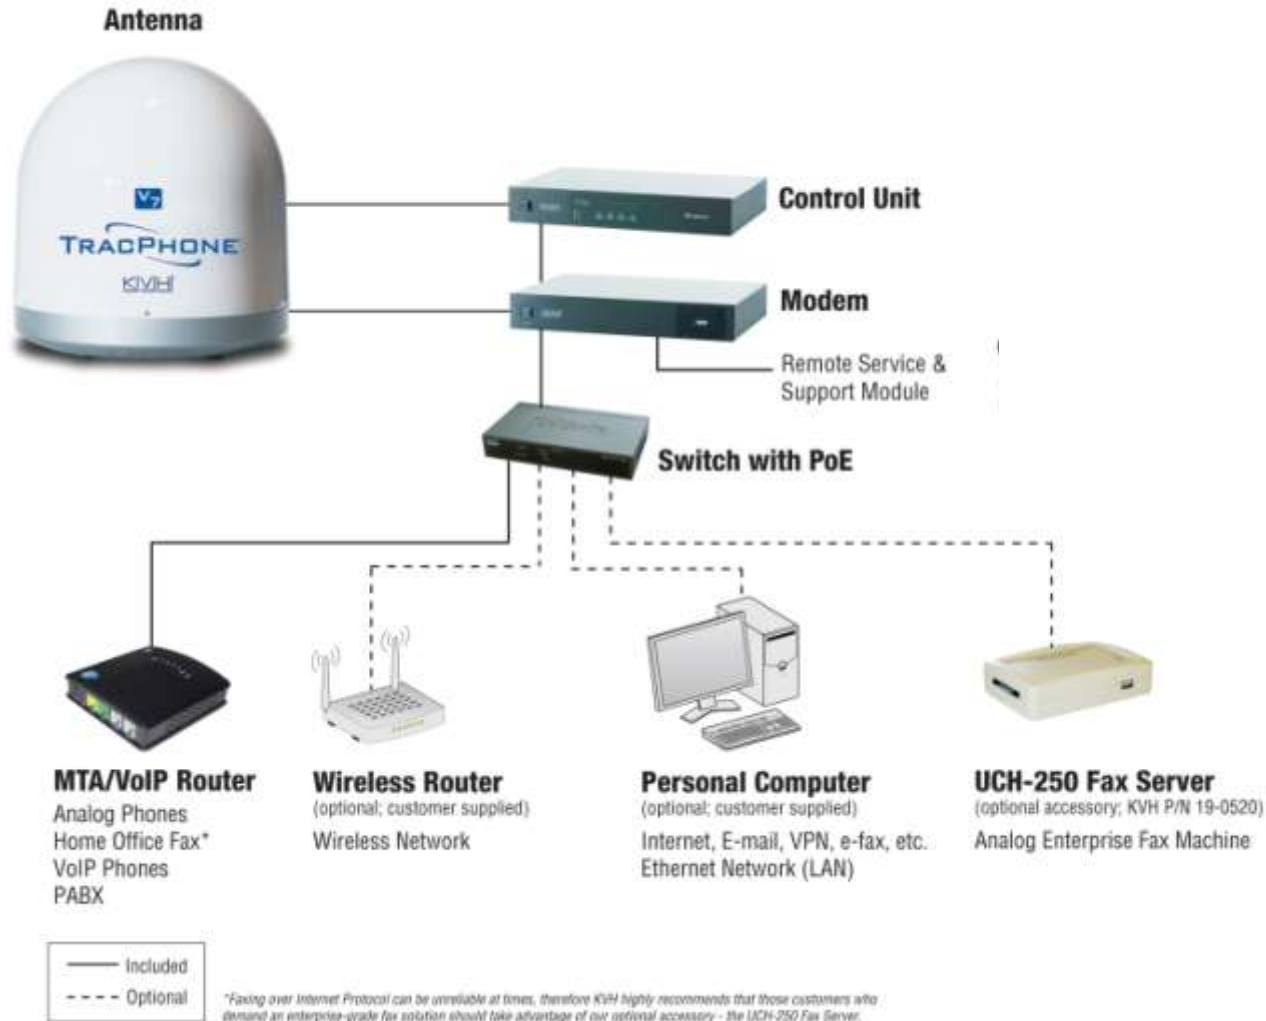 Antenna
V7
TRACPHONE
KVH
Control Unit
Modem
Remote Service &
Support Module
Switch with PoE
MTA/VoIP Router
Analog Phones
Home Office Fax*
VoIP Phones
PABX
Wireless Router
(optional; customer supplied)
Wireless Network
Personal Computer
(optional; customer supplied)
Internet, E-mail, VPN, e-fax, etc.
Ethernet Network (LAN)
UCH-250 Fax Server
(optional accessory; KVH P/N 19-0520)
Analog Enterprise Fax Machine
Included
Optional
*Faxing over Internet Protocol can be unreliable at times, therefore KVH highly recommends that those customers who
demand an enterprise-grade fax solution should take advantage of our optional accessory - the UCH-250 Fax Server.